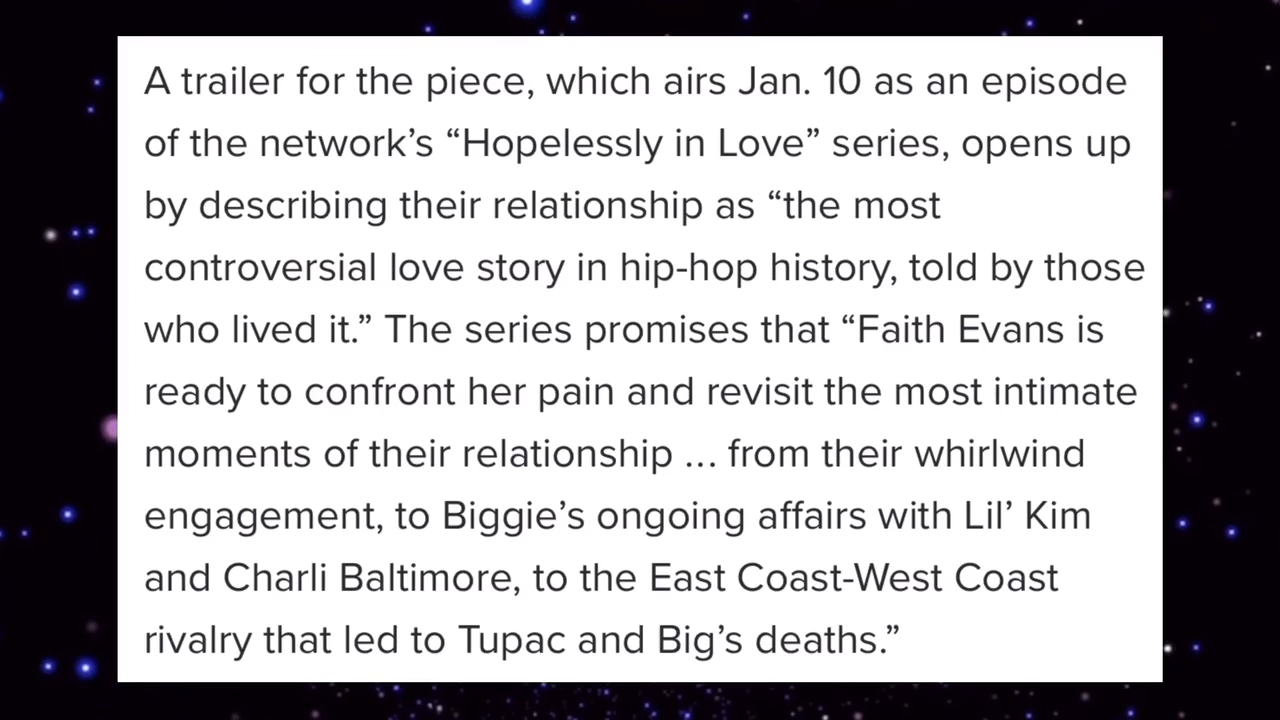 A trailer for the piece, which airs Jan. 10 as an episode
of the network’s “Hopelessly in Love” series, opens up
by describing their relationship as “the most
controversial love story in hip-hop history, told by those
who lived it.” The series promises that “Faith Evans is
ready to confront her pain and revisit the most intimate
moments of their relationship ... from their whirlwind
engagement, to Biggie’s ongoing affairs with Lil’ Kim
and Charli Baltimore, to the East Coast-West Coast
rivalry that led to Tupac and Big’s deaths.”